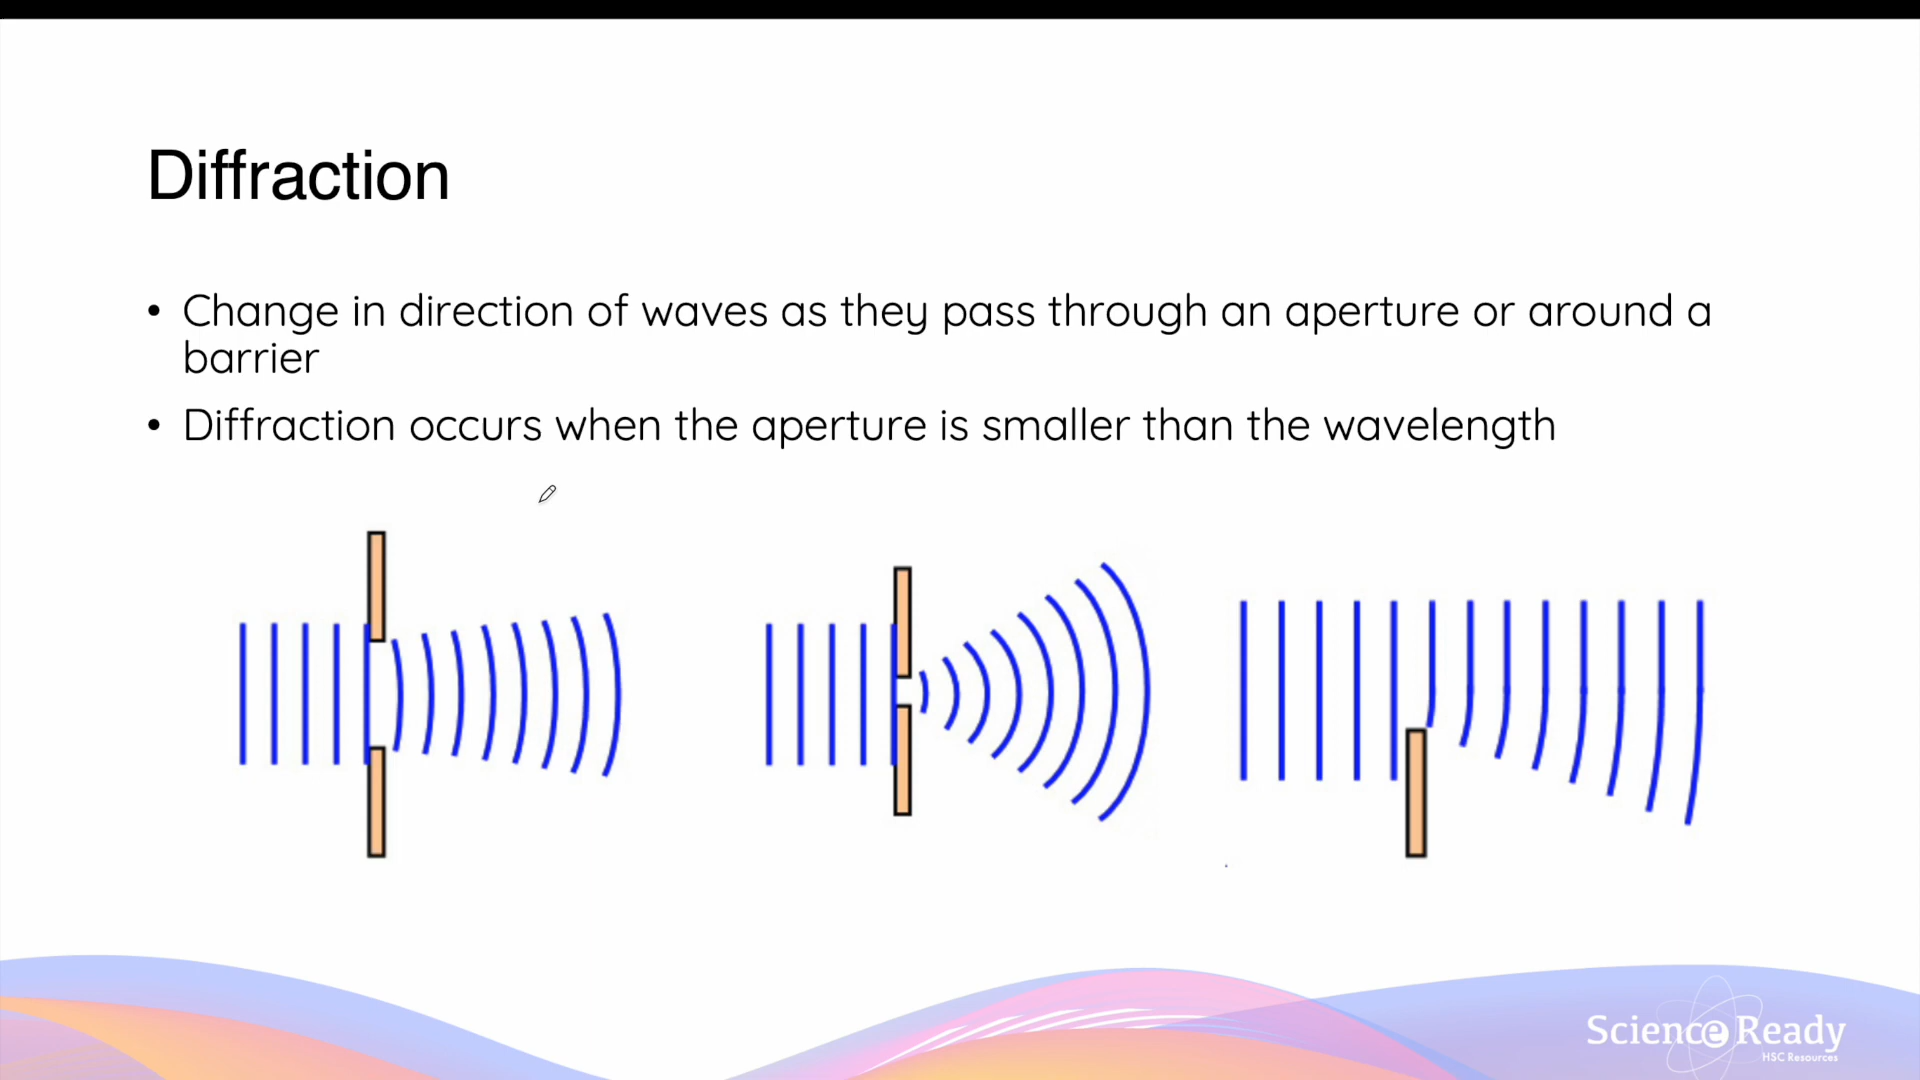 Diffraction
• Change in direction of waves as they pass through an aperture or around a
barrier
• Diffraction occurs when the aperture is smaller than the wavelength
Science Ready
HSC Resources